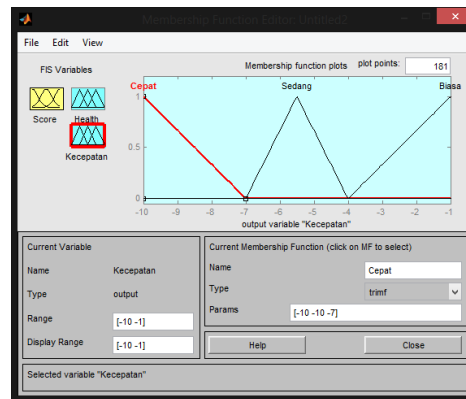 Membership Function Editor: Untitled2
File Edit View
FIS Variables
Membership function plots plot points: 181
Cepat Sedang Biasa
Score Health
Kecepatan
1
0.5
0
-10 -9 -8 -7 -6 -5 -4 -3 -2 -1
output variable "Kecepatan"
Current Variable
Name Kecepatan
Type output
Range [-10 -1]
Display Range [-10 -1]
Current Membership Function (click on MF to select)
Name Cepat
Type trimf
Params [-10 -10 -7]
Help Close
Selected variable "Kecepatan"